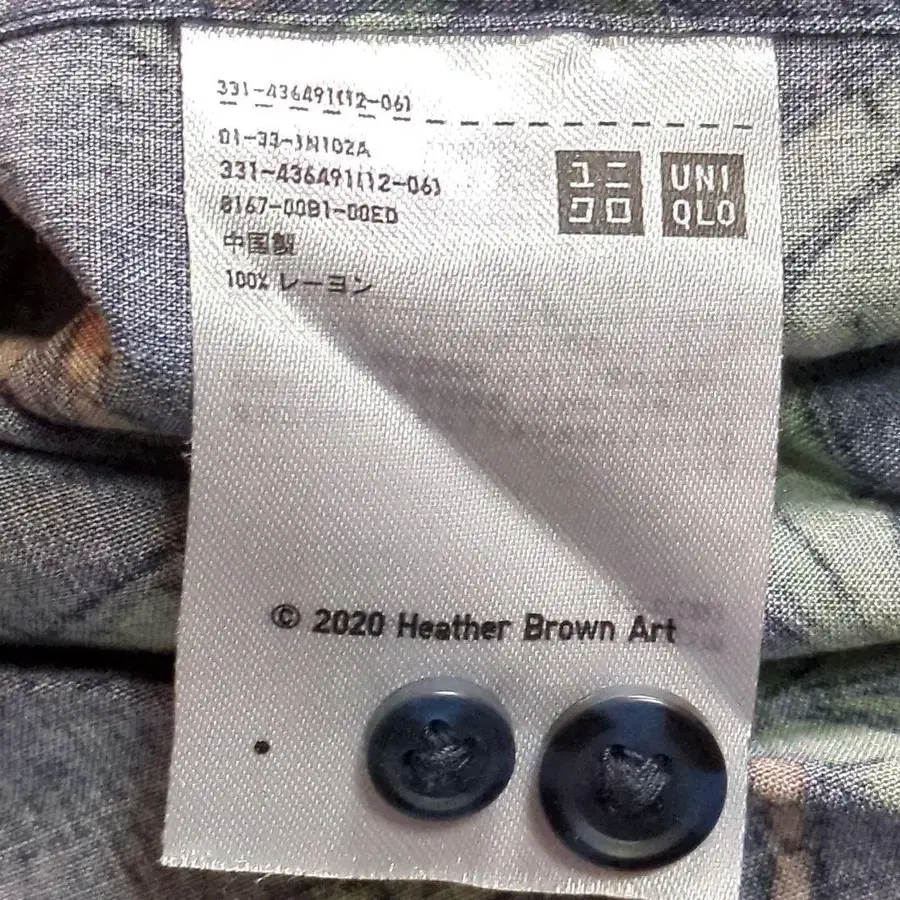 331-436491(12-06)
01-33-1N102A
331-436491(12-06)
8167-00B1-00ED
中国製
100% レーヨン
ユニ
クロ
UNI
QLO
© 2020 Heather Brown Art